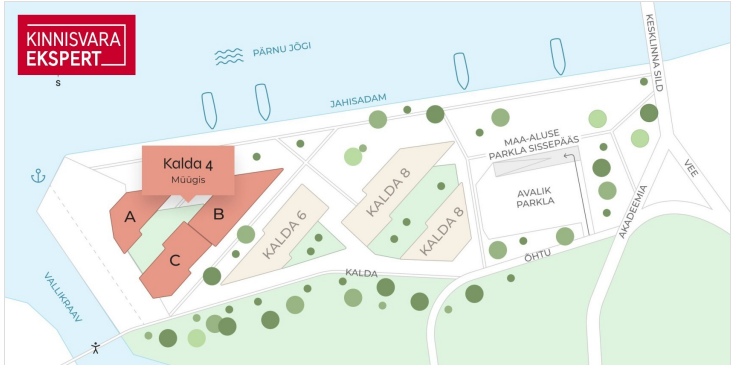 KINNISVARA
EKSPERT
S
PÄRNU JÕGI
KESKLINNA SILD
JAHISADAM
MAA-ALUSE
PARKLA SISSEPÄÄS
Kalda 4
Müügis
VEE
KALDA 8
AVALIK
PARKLA
A
B
KALDA 6
KALDA 8
AKADEEMIA
C
ÕHTU
KALDA
VALLIKRAAV